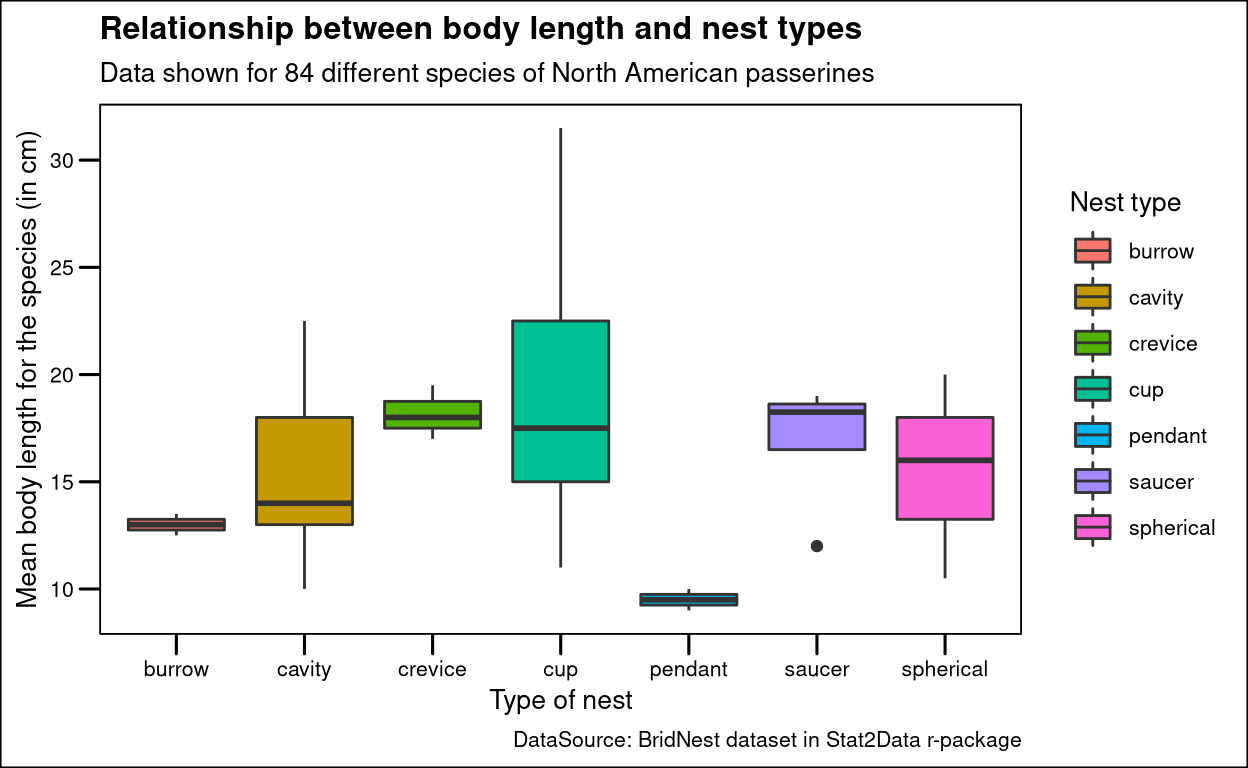 Relationship between body length and nest types
Data shown for 84 different species of North American passerines
Mean body length for the species (in cm)
30
25
20
15
10
burrow
cavity
crevice
cup
pendant
saucer
spherical
Type of nest
Nest type
burrow
cavity
crevice
cup
pendant
saucer
spherical
DataSource: BridNest dataset in Stat2Data r-package